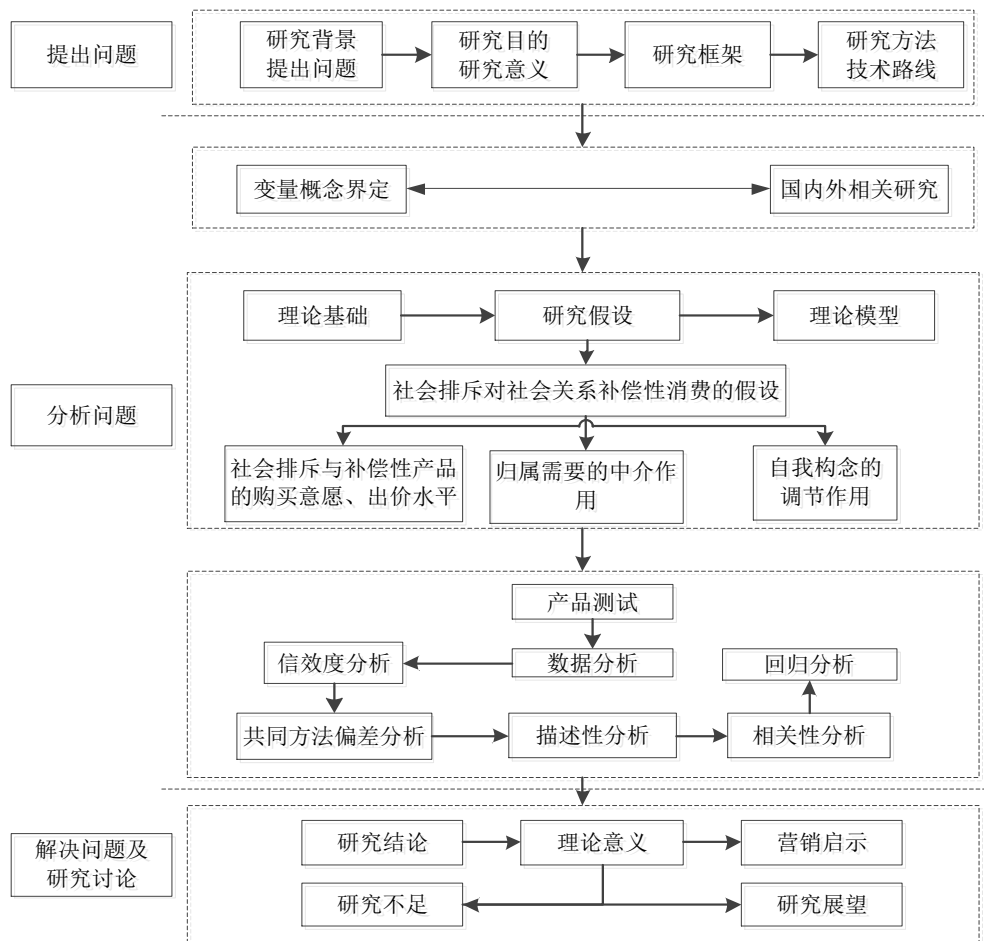 提出问题
研究背景
提出问题
研究目的
研究意义
研究框架
研究方法
技术路线
变量概念界定
国内外相关研究
分析问题
理论基础
研究假设
理论模型
社会排斥对社会关系补偿性消费的假设
社会排斥与补偿性产品
的购买意愿、出价水平
归属需要的中介作
用
自我构念的
调节作用
产品测试
信效度分析
数据分析
回归分析
共同方法偏差分析
描述性分析
相关性分析
解决问题及
研究讨论
研究结论
理论意义
营销启示
研究不足
研究展望